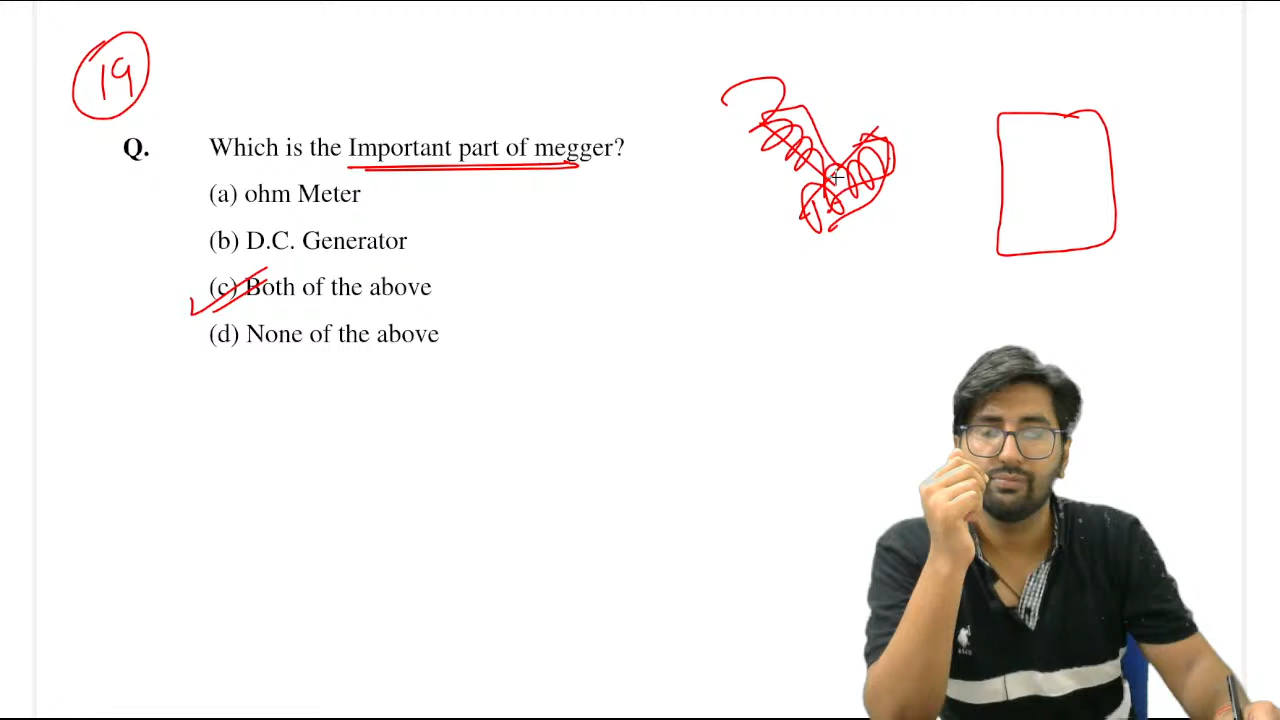 19
Q. Which is the Important part of megger?
(a) ohm Meter
(b) D.C. Generator
(c) Both of the above
(d) None of the above